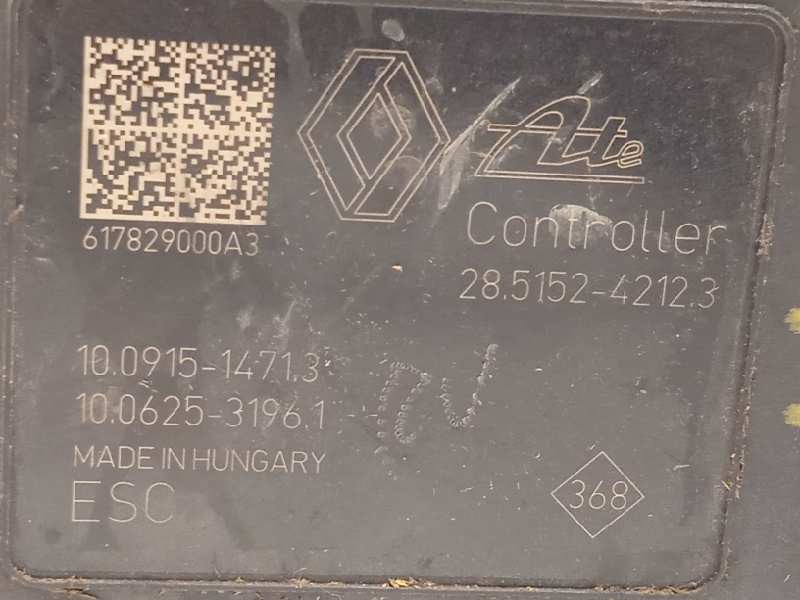 Ate
617829000A3
Controller
28.5152-4212.3
10.0915-1471.3
10.0625-3196.1
MADE IN HUNGARY
ESC
368